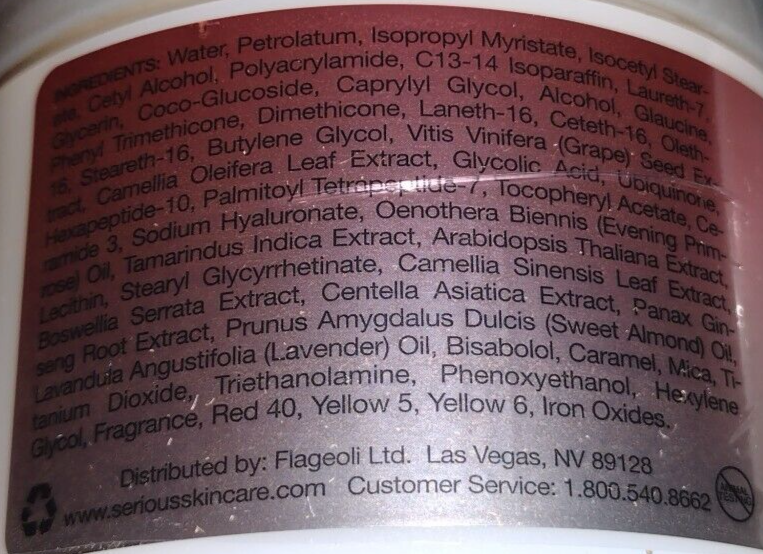 INGREDIENTS: Water, Petrolatum, Isopropyl Myristate, Isocetyl Stear-
ate, Cetyl Alcohol, Polyacrylamide, C13-14 Isoparaffin, Laureth-7,
Glycerin, Coco-Glucoside, Caprylyl Glycol, Alcohol, Glaucine,
Phenyl Trimethicone, Dimethicone, Laneth-16, Ceteth-16, Oleth-
16, Steareth-16, Butylene Glycol, Vitis Vinifera (Grape) Seed Ex-
tract, Camellia Oleifera Leaf Extract, Glycolic Acid, Ubiquinone,
Hexapeptide-10, Palmitoyl Tetrapeptide-7, Tocopheryl Acetate, Ce-
ramide 3, Sodium Hyaluronate, Oenothera Biennis (Evening Prim-
rose) Oil, Tamarindus Indica Extract, Arabidopsis Thaliana Extract,
Lecithin, Stearyl Glycyrrhetinate, Camellia Sinensis Leaf Extract,
Boswellia Serrata Extract, Centella Asiatica Extract, Panax Gin-
seng Root Extract, Prunus Amygdalus Dulcis (Sweet Almond) Oil,
Lavandula Angustifolia (Lavender) Oil, Bisabolol, Caramel, Mica, Ti-
tanium Dioxide, Triethanolamine, Phenoxyethanol, Hexylene
Glycol, Fragrance, Red 40, Yellow 5, Yellow 6, Iron Oxides.
Distributed by: Flageoli Ltd. Las Vegas, NV 89128
www.seriousskincare.com Customer Service: 1.800.540.8662
ANIMAL
TESTING